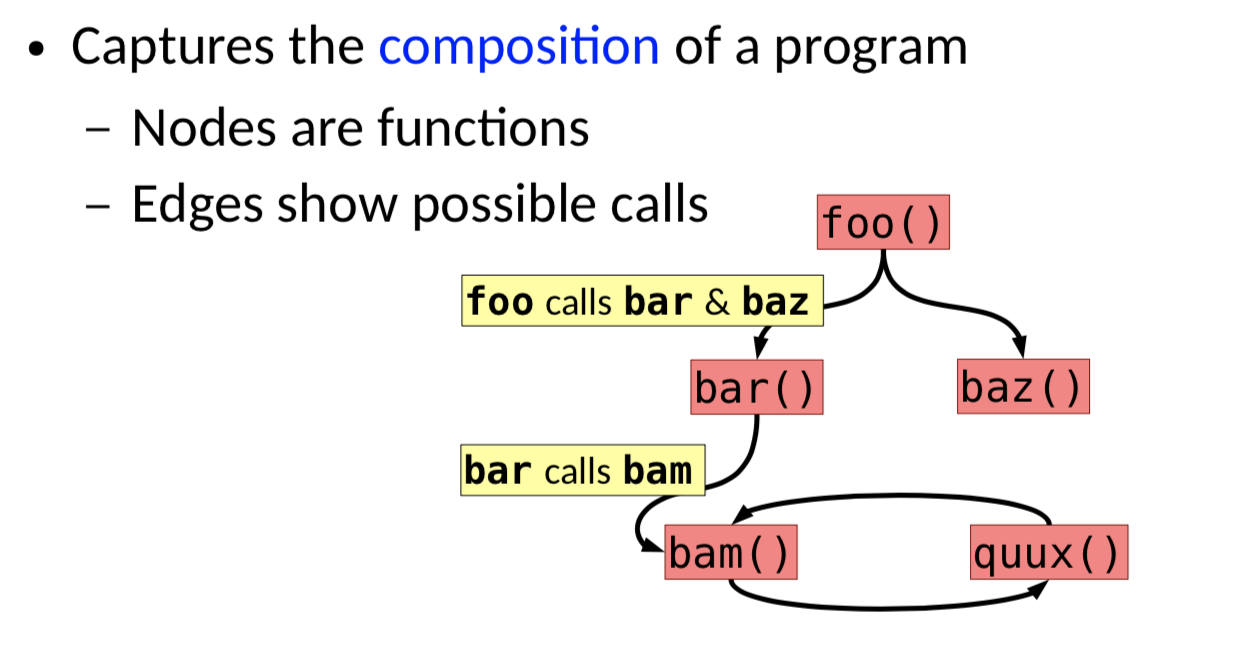 • Captures the composition of a program
– Nodes are functions
– Edges show possible calls
foo()
foo calls bar & baz
bar()
baz()
bar calls bam
bam()
quux()